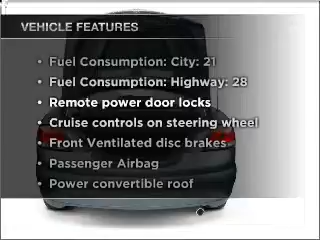 VEHICLE FEATURES
• Fuel Consumption: City: 21
• Fuel Consumption: Highway: 28
• Remote power door locks
• Cruise controls on steering wheel
• Front Ventilated disc brakes
• Passenger Airbag
• Power convertible roof